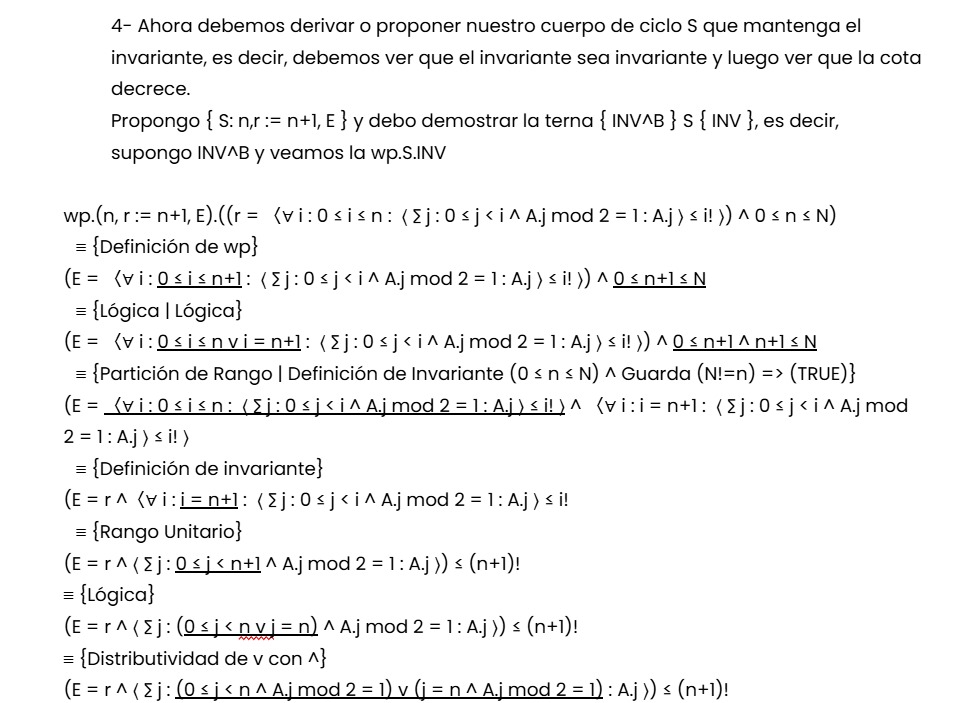 4- Ahora debemos derivar o proponer nuestro cuerpo de ciclo S que mantenga el
invariante, es decir, debemos ver que el invariante sea invariante y luego ver que la cota
decrece.
Propongo { S: n,r := n+1, E } y debo demostrar la terna { INV^B } S { INV }, es decir,
supongo INV^B y veamos la wp.S.INV
wp.(n, r := n+1, E).((r = 〈∀ i : 0 ≤ i ≤ n : ⟨ ∑ j : 0 ≤ j < i ^ A.j mod 2 = 1 : A.j ⟩ ≤ i! ⟩) ^ 0 ≤ n ≤ N)
≡ {Definición de wp}
(E = 〈∀ i : 0 ≤ i ≤ n+1 : ⟨ ∑ j : 0 ≤ j < i ^ A.j mod 2 = 1 : A.j ⟩ ≤ i! ⟩) ^ 0 ≤ n+1 ≤ N
≡ {Lógica | Lógica}
(E = 〈∀ i : 0 ≤ i ≤ n v i = n+1 : ⟨ ∑ j : 0 ≤ j < i ^ A.j mod 2 = 1 : A.j ⟩ ≤ i! ⟩) ^ 0 ≤ n+1 ^ n+1 ≤ N
≡ {Partición de Rango | Definición de Invariante (0 ≤ n ≤ N) ^ Guarda (N!=n) => (TRUE)}
(E = 〈∀ i : 0 ≤ i ≤ n : ⟨ ∑ j : 0 ≤ j < i ^ A.j mod 2 = 1 : A.j ⟩ ≤ i! ⟩ ^ 〈∀ i : i = n+1 : ⟨ ∑ j : 0 ≤ j < i ^ A.j mod
2 = 1 : A.j ⟩ ≤ i! ⟩
≡ {Definición de invariante}
(E = r ^ 〈∀ i : i = n+1 : ⟨ ∑ j : 0 ≤ j < i ^ A.j mod 2 = 1 : A.j ⟩ ≤ i!
≡ {Rango Unitario}
(E = r ^ ⟨ ∑ j : 0 ≤ j < n+1 ^ A.j mod 2 = 1 : A.j ⟩) ≤ (n+1)!
≡ {Lógica}
(E = r ^ ⟨ ∑ j : (0 ≤ j < n v j = n) ^ A.j mod 2 = 1 : A.j ⟩) ≤ (n+1)!
≡ {Distributividad de v con ^}
(E = r ^ ⟨ ∑ j : (0 ≤ j < n ^ A.j mod 2 = 1) v (j = n ^ A.j mod 2 = 1) : A.j ⟩) ≤ (n+1)!